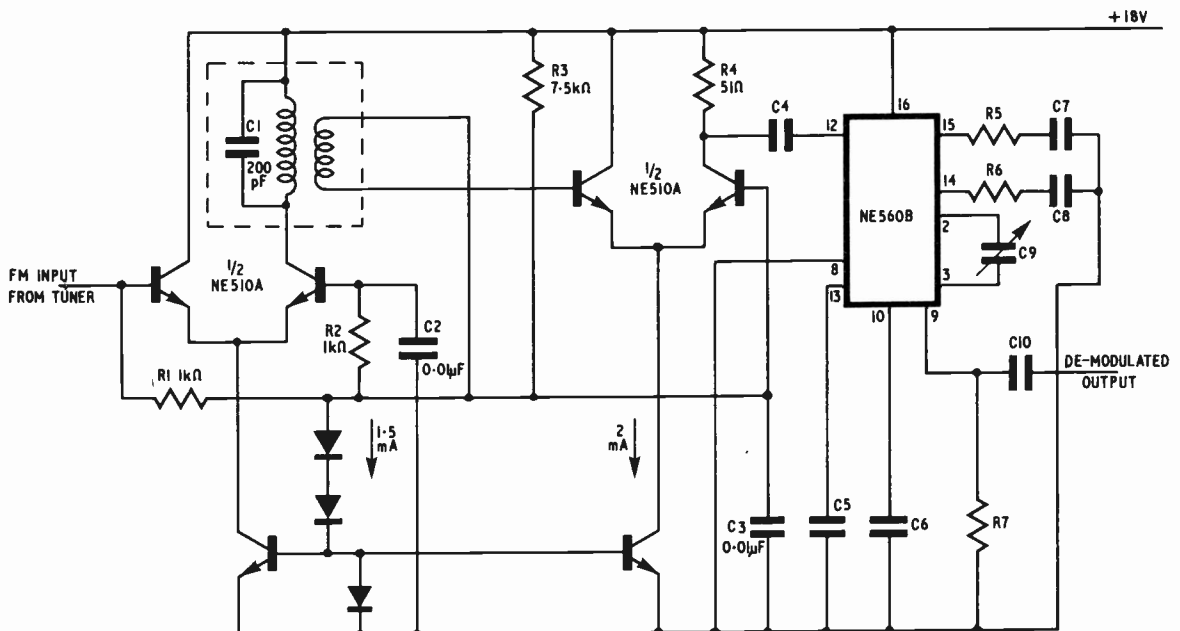 +18V
R3
7·5kΩ
R4
51Ω
C1
200
pF
C4
12
16
15
R5
C7
14
R6
C8
2
C9
3
NE560B
1/2
NE510A
1/2
NE510A
8
13
10
9
FM INPUT
FROM TUNER
R2
1kΩ
C2
0·01µF
C10
DE-MODULATED
OUTPUT
R1 1kΩ
1·5
mA
2
mA
C3
0·01µF
C5
C6
R7